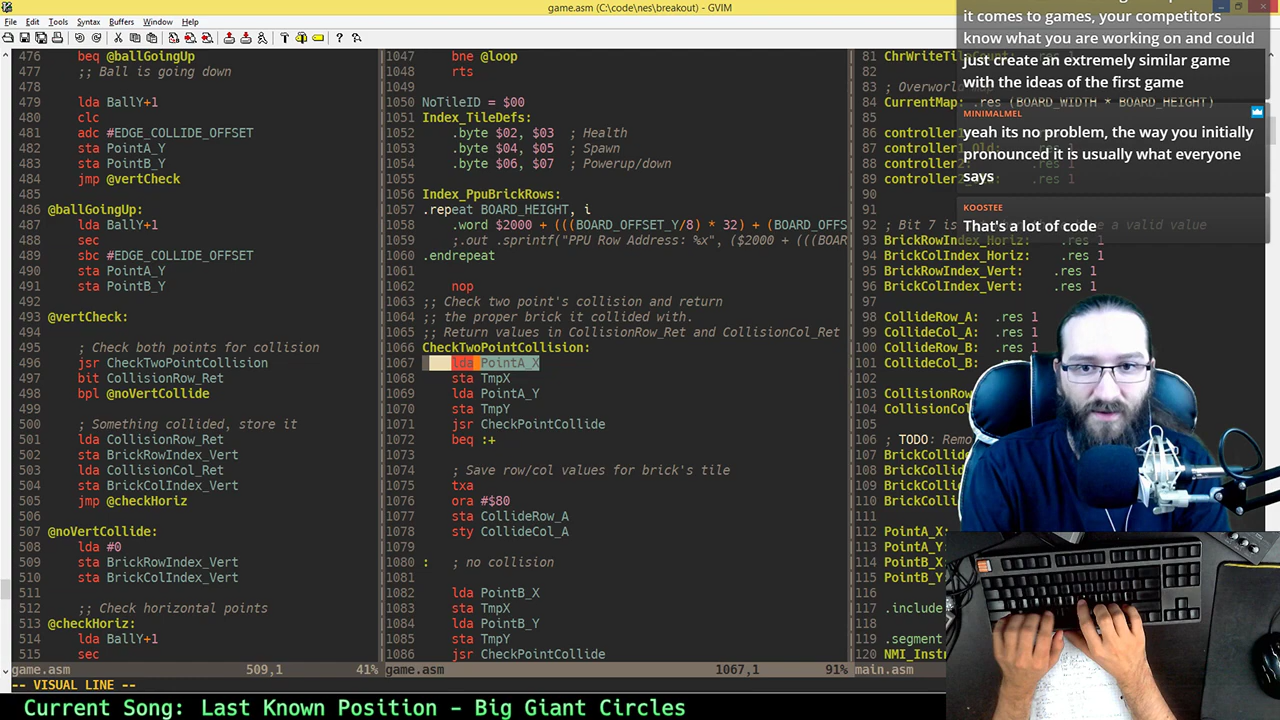 game.asm (C:\code\nes\breakout) - GVIM
File Edit Tools Syntax Buffers Window Help
476 beq @ballGoingUp
477 ;; Ball is going down
478
479 lda BallY+1
480 clc
481 adc #EDGE_COLLIDE_OFFSET
482 sta PointA_Y
483 sta PointB_Y
484 jmp @vertCheck
485
486 @ballGoingUp:
487 lda BallY+1
488 sec
489 sbc #EDGE_COLLIDE_OFFSET
490 sta PointA_Y
491 sta PointB_Y
492
493 @vertCheck:
494
495 ; Check both points for collision
496 jsr CheckTwoPointCollision
497 bit CollisionRow_Ret
498 bpl @noVertCollide
499
500 ; Something collided, store it
501 lda CollisionRow_Ret
502 sta BrickRowIndex_Vert
503 lda CollisionCol_Ret
504 sta BrickColIndex_Vert
505 jmp @checkHoriz
506
507 @noVertCollide:
508 lda #0
509 sta BrickRowIndex_Vert
510 sta BrickColIndex_Vert
511
512 ;; Check horizontal points
513 @checkHoriz:
514 lda BallY+1
515 sec
game.asm 509,1 41%
1047 bne @loop
1048 rts
1049
1050 NoTileID = $00
1051 Index_TileDefs:
1052 .byte $02, $03 ; Health
1053 .byte $04, $05 ; Spawn
1054 .byte $06, $07 ; Powerup/down
1055
1056 Index_PpuBrickRows:
1057 .repeat BOARD_HEIGHT, i
1058 .word $2000 + (((BOARD_OFFSET_Y/8) * 32) + (BOARD_OFFS
1059 ;.out .sprintf("PPU Row Address: %x", ($2000 + (((BOAR
1060 .endrepeat
1061
1062 nop
1063 ;; Check two point's collision and return
1064 ;; the proper brick it collided with.
1065 ;; Return values in CollisionRow_Ret and CollisionCol_Ret
1066 CheckTwoPointCollision:
1067 lda PointA_X
1068 sta TmpX
1069 lda PointA_Y
1070 sta TmpY
1071 jsr CheckPointCollide
1072 beq :+
1073
1074 ; Save row/col values for brick's tile
1075 txa
1076 ora #$80
1077 sta CollideRow_A
1078 sty CollideCol_A
1079
1080 : ; no collision
1081
1082 lda PointB_X
1083 sta TmpX
1084 lda PointB_Y
1085 sta TmpY
1086 jsr CheckPointCollide
game.asm 1067,1 91%
81 ChrWriteTileCount:
82
83 ; Overworld
84 CurrentMap: .res (BOARD_WIDTH * BOARD_HEIGHT)
85
86 controller1: .res 1
87 controller1_Old: .res 1
88 controller2: .res 1
89 .res 1
90
91
92 ; Bit 7 is a valid value
93 BrickRowIndex_Horiz: .res 1
94 BrickColIndex_Horiz: .res 1
95 BrickRowIndex_Vert: .res 1
96 BrickColIndex_Vert: .res 1
97
98 CollideRow_A: .res 1
99 CollideCol_A: .res 1
100 CollideRow_B: .res 1
101 CollideCol_B: .res 1
102
103 Collision
104 Collision
105
106 ; TODO: Remo
107 BrickCollid
108 BrickColli
109 BrickColli
110 BrickColli
111
112 PointA_X:
113 PointA_Y:
114 PointB_X:
115 PointB_Y:
116
117 .include
118
119 .segment
120 NMI_Inst
main.asm
-- VISUAL LINE --
it comes to games, your competitors
know what you are working on and could
just create an extremely similar game
with the ideas of the first game
MINIMALMEL
yeah its no problem, the way you initially
pronounced it is usually what everyone
says
KOOSTEE
That's a lot of code
Current Song: Last Known Position - Big Giant Circles